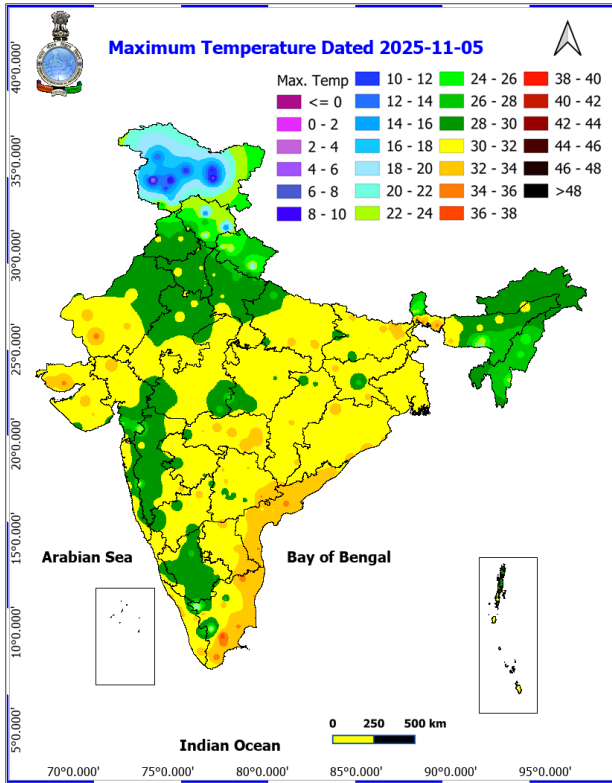 Maximum Temperature Dated 2025-11-05
Max. Temp
<= 0
0 - 2
2 - 4
4 - 6
6 - 8
8 - 10
10 - 12
12 - 14
14 - 16
16 - 18
18 - 20
20 - 22
22 - 24
24 - 26
26 - 28
28 - 30
30 - 32
32 - 34
34 - 36
36 - 38
38 - 40
40 - 42
42 - 44
44 - 46
46 - 48
>48
40°0.000'
35°0.000'
30°0.000'
25°0.000'
20°0.000'
15°0.000'
10°0.000'
5°0.000'
Arabian Sea
Bay of Bengal
0 250 500 km
Indian Ocean
70°0.000' 75°0.000' 80°0.000' 85°0.000' 90°0.000' 95°0.000'